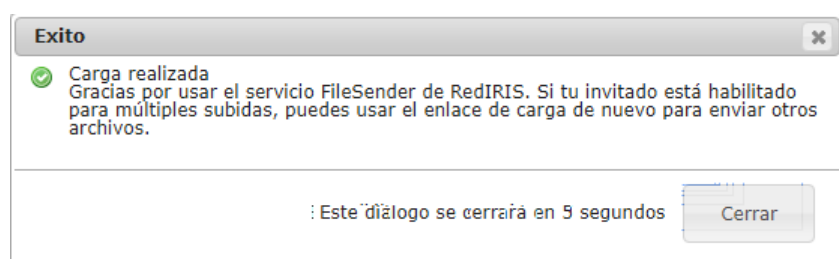 Exito
Carga realizada
Gracias por usar el servicio FileSender de RedIRIS. Si tu invitado está habilitado
para múltiples subidas, puedes usar el enlace de carga de nuevo para enviar otros
archivos.
Este diálogo se cerrará en segundos
Cerrar